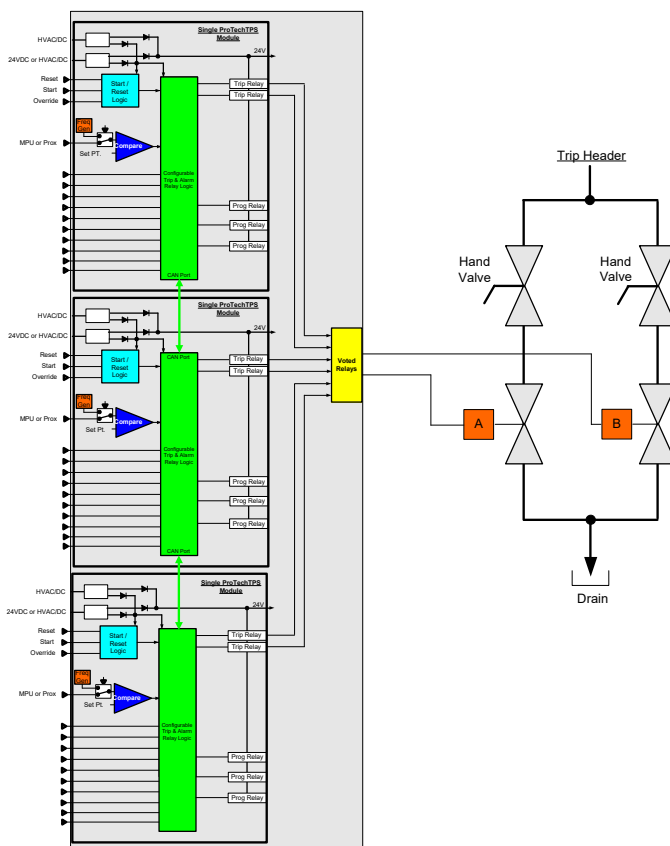 Single ProTechTPS
Module
HVAC/DC
24V
24VDC or HVAC/DC
Reset
Start
Override
Start /
Reset
Logic
Trip Relay
Trip Relay
Freq
Gen
MPU or Prox
Set PT.
Compare
Configurable
Trip & Alarm
Relay Logic
Prog Relay
Prog Relay
Prog Relay
CAN Port
Single ProTechTPS
Module
HVAC/DC
24V
24VDC or HVAC/DC
Reset
Start
Override
Start /
Reset
Logic
CAN Port
Trip Relay
Trip Relay
Freq
Gen
MPU or Prox
Set Pt.
Compare
Configurable
Trip & Alarm
Relay Logic
Prog Relay
Prog Relay
Prog Relay
CAN Port
Single ProTechTPS
Module
HVAC/DC
24V
24VDC or HVAC/DC
Reset
Start
Override
Start /
Reset
Logic
Trip Relay
Trip Relay
Freq
Gen
MPU or Prox
Set Pt.
Compare
Configurable
Trip & Alarm
Relay Logic
Prog Relay
Prog Relay
Prog Relay
Voted
Relays
Trip Header
Hand
Valve
Hand
Valve
A
B
Drain